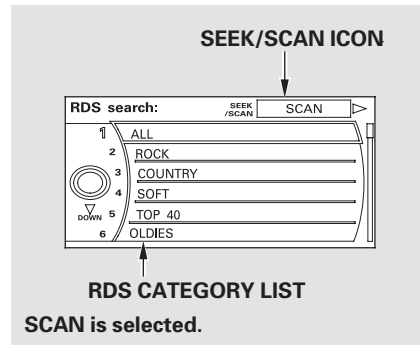 SEEK/SCAN ICON
RDS search: SEEK /SCAN SCAN
1 ALL
2 ROCK
3 COUNTRY
4 SOFT
DOWN 5 TOP 40
6 OLDIES
RDS CATEGORY LIST
SCAN is selected.